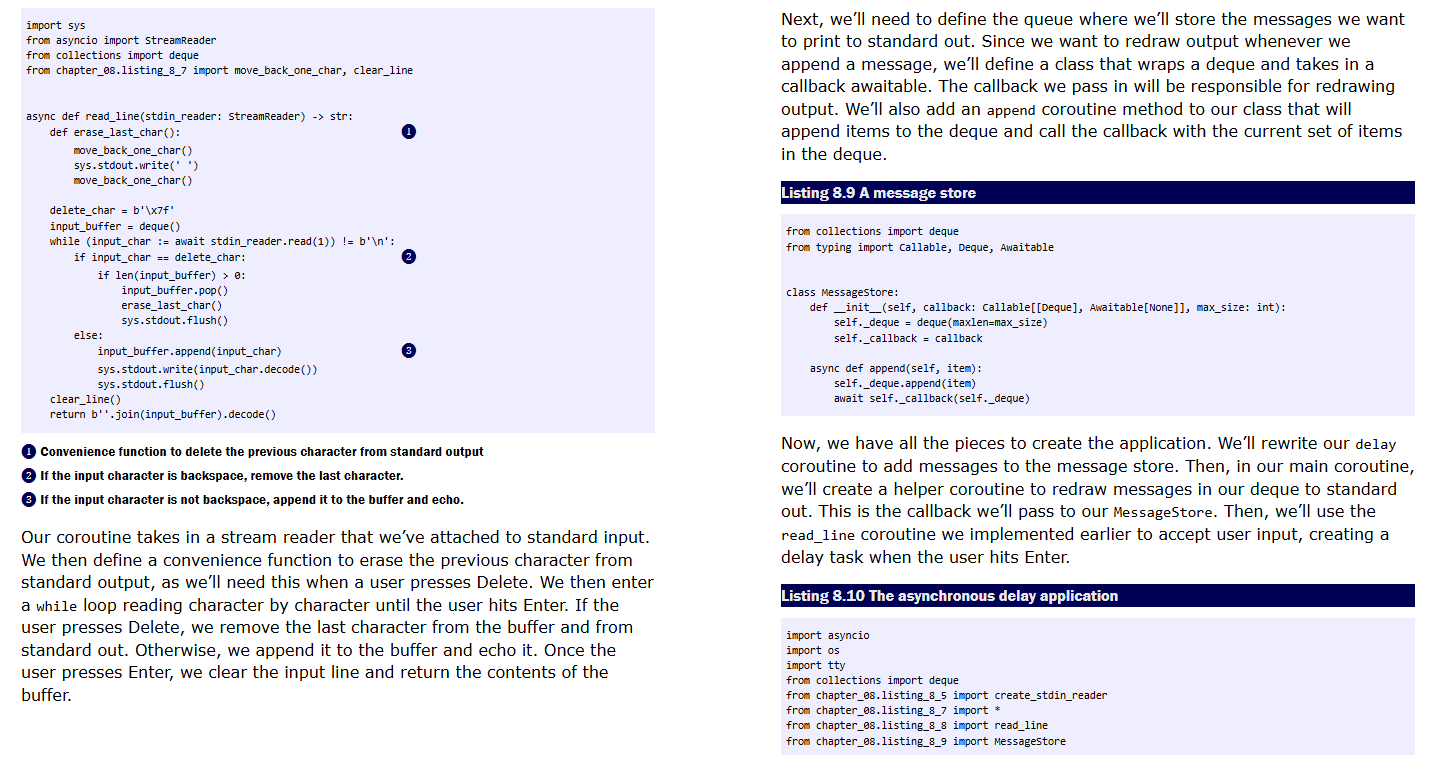 import sys
from asyncio import StreamReader
from collections import deque
from chapter_08.listing_8_7 import move_back_one_char, clear_line
async def read_line(stdin_reader: StreamReader) -> str:
    def erase_last_char(): 1
        move_back_one_char()
        sys.stdout.write(' ')
        move_back_one_char()
    delete_char = b'\x7f'
    input_buffer = deque()
    while (input_char := await stdin_reader.read(1)) != b'\n':
        if input_char == delete_char: 2
            if len(input_buffer) > 0:
                input_buffer.pop()
                erase_last_char()
                sys.stdout.flush()
        else:
            input_buffer.append(input_char) 3
            sys.stdout.write(input_char.decode())
            sys.stdout.flush()
    clear_line()
    return b''.join(input_buffer).decode()
1 Convenience function to delete the previous character from standard output
2 If the input character is backspace, remove the last character.
3 If the input character is not backspace, append it to the buffer and echo.
Our coroutine takes in a stream reader that we've attached to standard input.
We then define a convenience function to erase the previous character from
standard output, as we'll need this when a user presses Delete. We then enter
a while loop reading character by character until the user hits Enter. If the
user presses Delete, we remove the last character from the buffer and from
standard out. Otherwise, we append it to the buffer and echo it. Once the
user presses Enter, we clear the input line and return the contents of the
buffer.
Next, we'll need to define the queue where we'll store the messages we want
to print to standard out. Since we want to redraw output whenever we
append a message, we'll define a class that wraps a deque and takes in a
callback awaitable. The callback we pass in will be responsible for redrawing
output. We'll also add an append coroutine method to our class that will
append items to the deque and call the callback with the current set of items
in the deque.
Listing 8.9 A message store
from collections import deque
from typing import Callable, Deque, Awaitable
class MessageStore:
    def __init__(self, callback: Callable[[Deque], Awaitable[None]], max_size: int):
        self._deque = deque(maxlen=max_size)
        self._callback = callback
    async def append(self, item):
        self._deque.append(item)
        await self._callback(self._deque)
Now, we have all the pieces to create the application. We'll rewrite our delay
coroutine to add messages to the message store. Then, in our main coroutine,
we'll create a helper coroutine to redraw messages in our deque to standard
out. This is the callback we'll pass to our MessageStore. Then, we'll use the
read_line coroutine we implemented earlier to accept user input, creating a
delay task when the user hits Enter.
Listing 8.10 The asynchronous delay application
import asyncio
import os
import tty
from collections import deque
from chapter_08.listing_8_5 import create_stdin_reader
from chapter_08.listing_8_7 import *
from chapter_08.listing_8_8 import read_line
from chapter_08.listing_8_9 import MessageStore